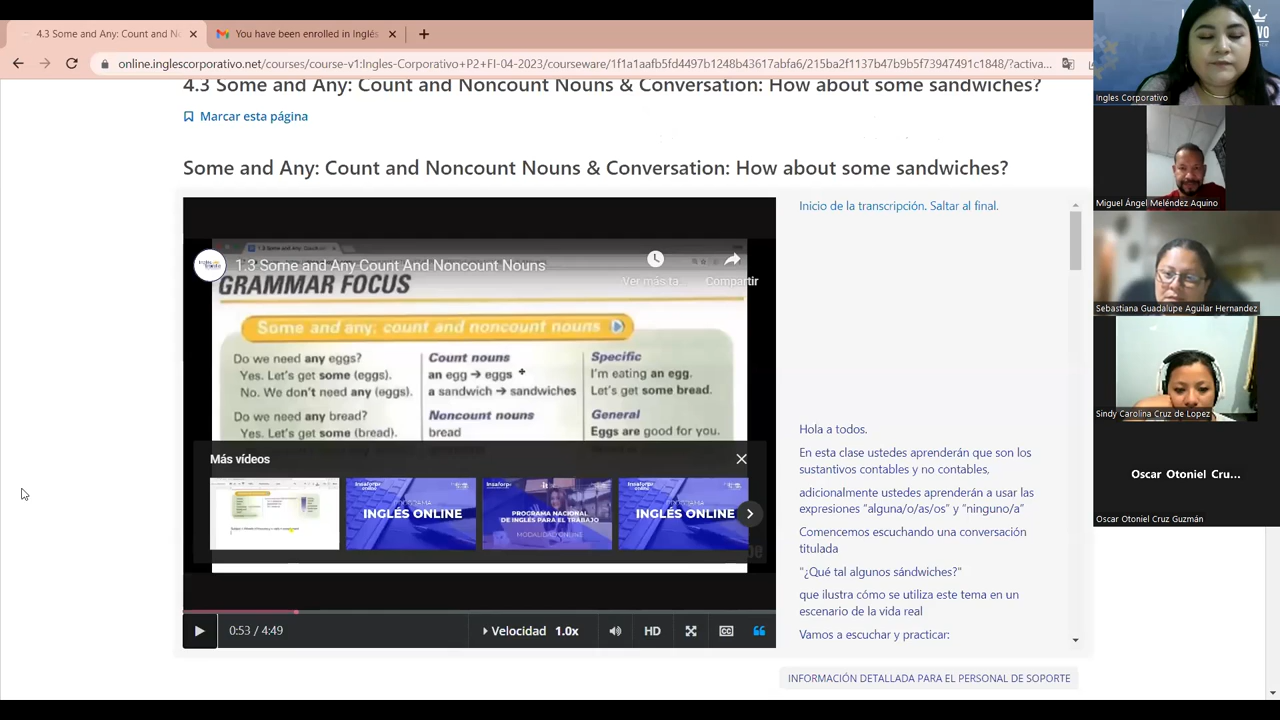 4.3 Some and Any: Count and No
You have been enrolled in Inglés
online.inglescorporativo.net/courses/course-v1:Ingles-Corporativo+P2+FI-04-2023/courseware/1f1a1aafb5fd4497b1248b43617abfa6/215ba2f1137b47b9b5f73947491c1848/?activa...
4.3 Some and Any: Count and Noncount Nouns & Conversation: How about some sandwiches?
Marcar esta página
Some and Any: Count and Noncount Nouns & Conversation: How about some sandwiches?
1.3 Some and Any Count And Noncount Nouns
Ver más ta...
Compartir
GRAMMAR FOCUS
Some and any; count and noncount nouns
Do we need any eggs?
Yes. Let's get some (eggs).
No. We don't need any (eggs).
Do we need any bread?
Yes. Let's get some (bread).
Count nouns
an egg → eggs
a sandwich → sandwiches
Noncount nouns
bread
Specific
I'm eating an egg.
Let's get some bread.
General
Eggs are good for you.
Más vídeos
INGLÉS ONLINE
PROGRAMA NACIONAL
DE INGLÉS PARA EL TRABAJO
MODALIDAD ONLINE
INGLÉS ONLINE
0:53 / 4:49
Velocidad 1.0x
HD
CC
Inicio de la transcripción. Saltar al final.
Hola a todos.
En esta clase ustedes aprenderán que son los
sustantivos contables y no contables,
adicionalmente ustedes aprenderán a usar las
expresiones “alguna/o/as/os” y “ninguno/a”
Comencemos escuchando una conversación
titulada
“¿Qué tal algunos sándwiches?”
que ilustra cómo se utiliza este tema en un
escenario de la vida real
Vamos a escuchar y practicar:
INFORMACIÓN DETALLADA PARA EL PERSONAL DE SOPORTE
Ingles Corporativo
Miguel Ángel Meléndez Aquino
Sebastiana Guadalupe Aguilar Hernandez
Sindy Carolina Cruz de Lopez
Oscar Otoniel Cru...
Oscar Otoniel Cruz Guzmán